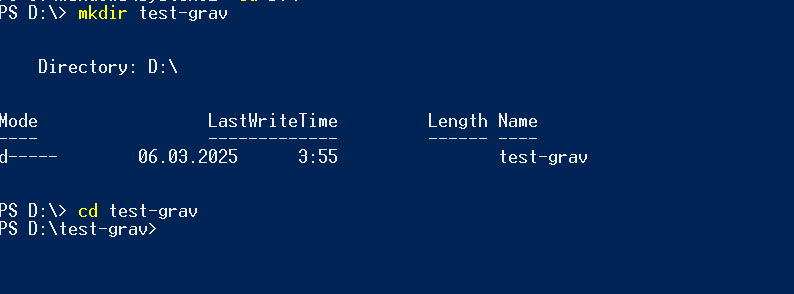 PS D:\> mkdir test-grav
Directory: D:\
Mode LastWriteTime Length Name
---- ------------- ------ ----
d----- 06.03.2025 3:55 test-grav
PS D:\> cd test-grav
PS D:\test-grav>